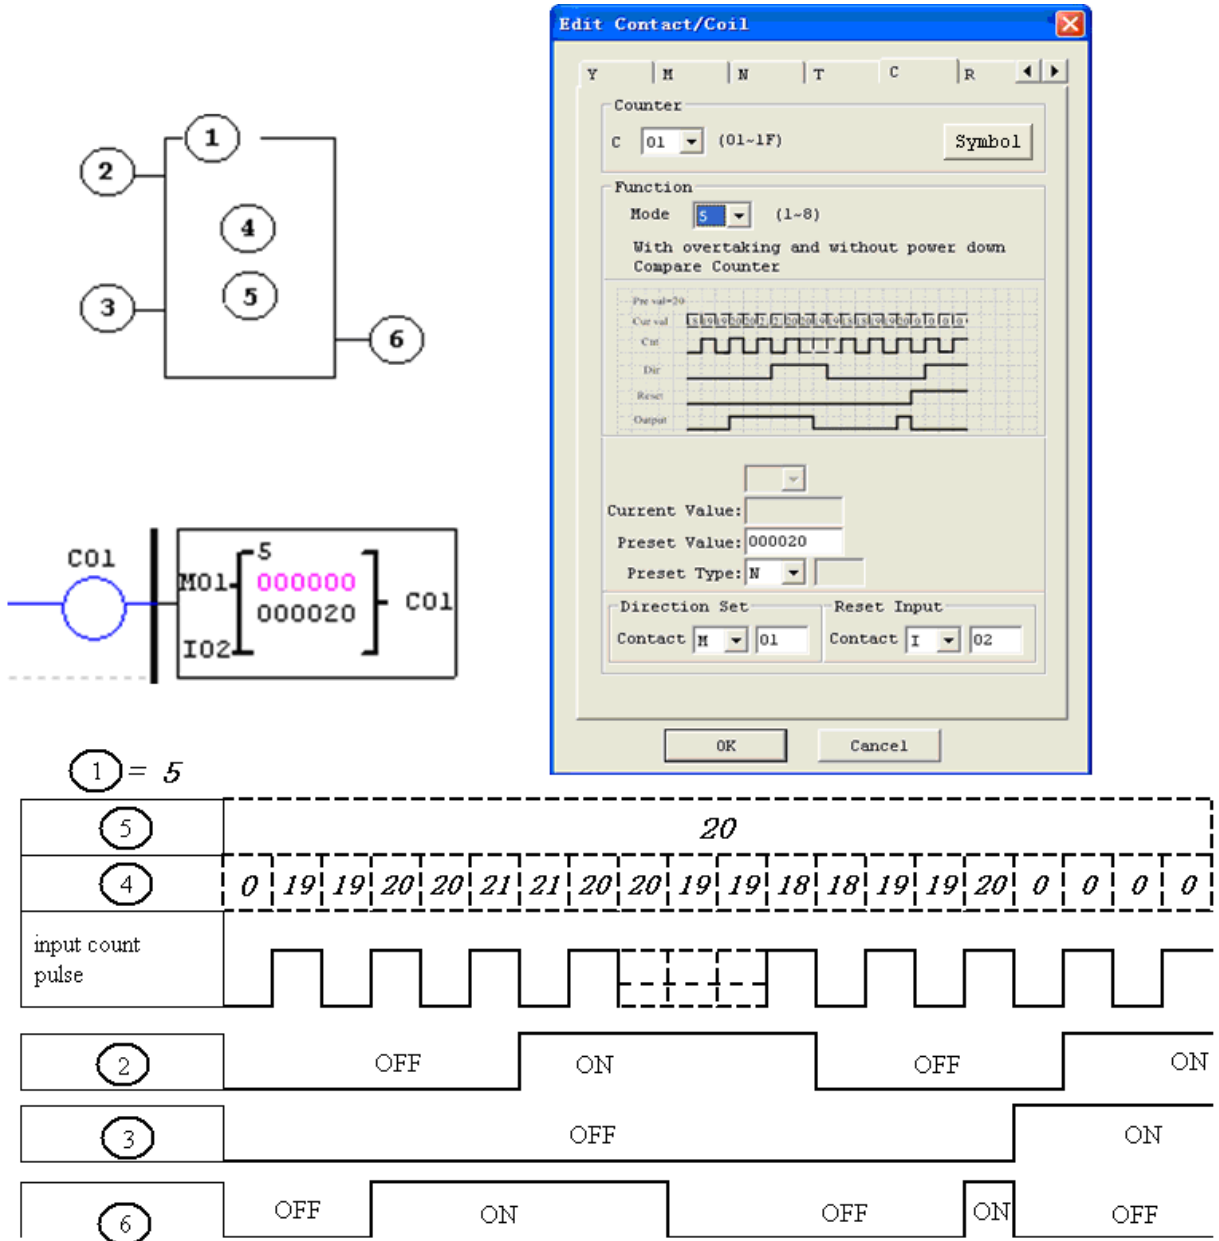 Edit Contact/Coil
Y M N T C R
Counter
C 01 (01~1F) Symbol
Function
Mode 5 (1~8)
With overtaking and without power down
Compare Counter
Pre val=20
Cur val
Cnt
Dir
Reset
Output
Current Value:
Preset Value: 000020
Preset Type: N
Direction Set
Contact M 01
Reset Input
Contact I 02
OK Cancel
1
2
4
3
5
6
C01
5
M01 000000
000020 C01
I02
1 = 5
5 20
4 0 19 19 20 20 21 21 20 20 19 19 18 18 19 19 20 0 0 0 0
input count
pulse
2 OFF ON OFF ON
3 OFF ON
6 OFF ON OFF ON OFF